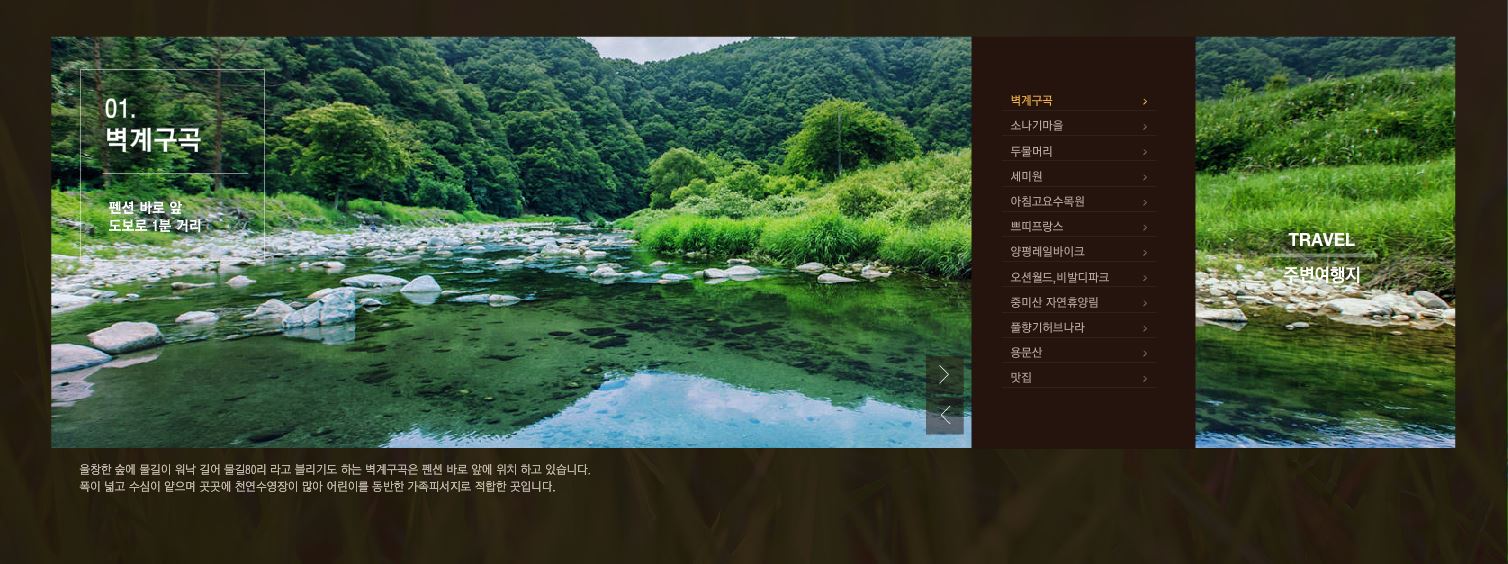 01.
벽계구곡
펜션 바로 앞
도보로 1분 거리
벽계구곡
소나기마을
두물머리
세미원
아침고요수목원
쁘띠프랑스
양평레일바이크
오션월드,비발디파크
중미산 자연휴양림
풀향기허브나라
용문산
맛집
TRAVEL
주변여행지
울창한 숲에 물길이 워낙 길어 물길80리 라고 불리기도 하는 벽계구곡은 펜션 바로 앞에 위치 하고 있습니다.
폭이 넓고 수심이 얕으며 곳곳에 천연수영장이 많아 어린이를 동반한 가족피서지로 적합한 곳입니다.